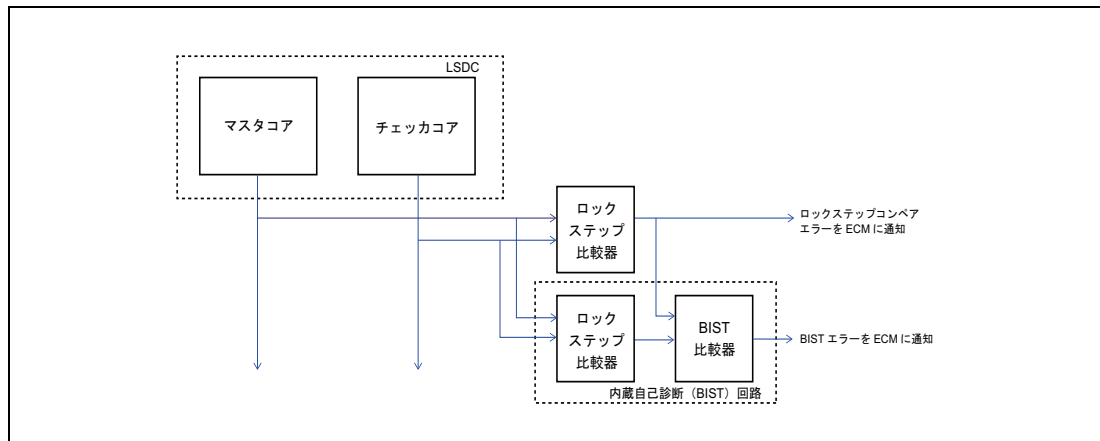 LSDC
マスタコア
チェッカコア
ロック
ステップ
比較器
ロックステップコンペア
エラーを ECM に通知
ロック
ステップ
比較器
BIST
比較器
BIST エラーを ECM に通知
内蔵自己診断（BIST）回路